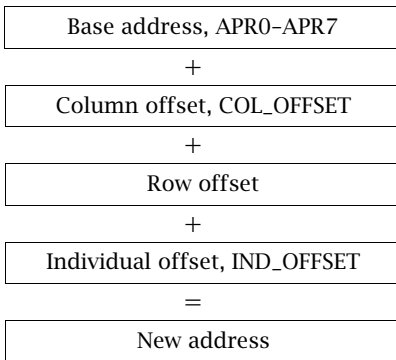 Base address, APR0–APR7
+
Column offset, COL_OFFSET
+
Row offset
+
Individual offset, IND_OFFSET
=
New address